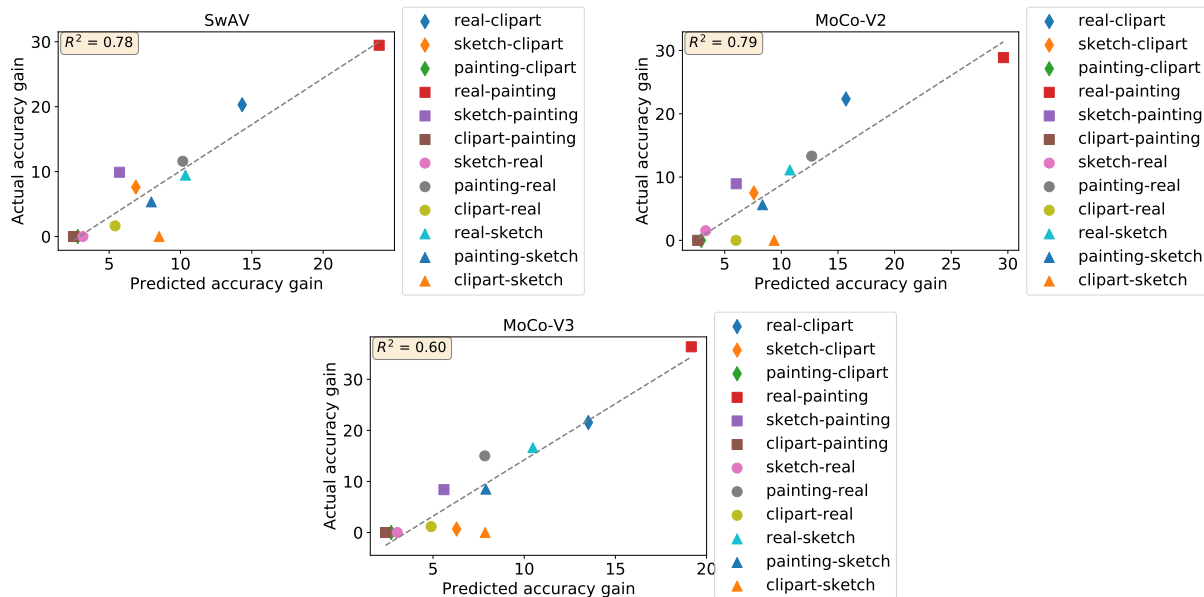 SwAV
R² = 0.78
Actual accuracy gain
30
20
10
0
5
10
15
20
Predicted accuracy gain
real-clipart
sketch-clipart
painting-clipart
real-painting
sketch-painting
clipart-painting
sketch-real
painting-real
clipart-real
real-sketch
painting-sketch
clipart-sketch
MoCo-V2
R² = 0.79
Actual accuracy gain
30
20
10
0
5
10
15
20
25
30
Predicted accuracy gain
real-clipart
sketch-clipart
painting-clipart
real-painting
sketch-painting
clipart-painting
sketch-real
painting-real
clipart-real
real-sketch
painting-sketch
clipart-sketch
MoCo-V3
R² = 0.60
Actual accuracy gain
30
20
10
0
5
10
15
20
Predicted accuracy gain
real-clipart
sketch-clipart
painting-clipart
real-painting
sketch-painting
clipart-painting
sketch-real
painting-real
clipart-real
real-sketch
painting-sketch
clipart-sketch